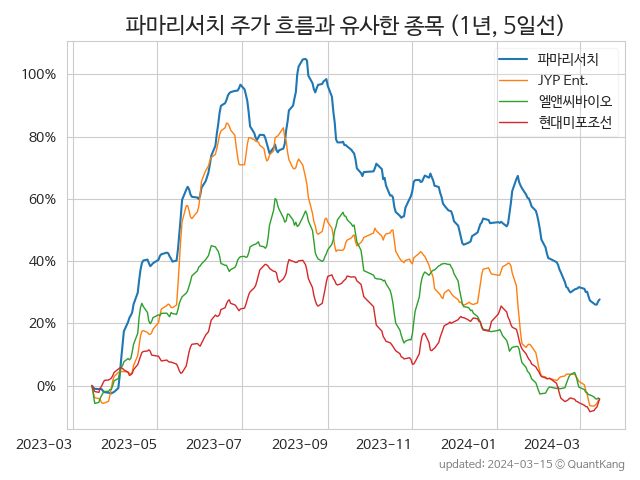 파마리서치 주가 흐름과 유사한 종목 (1년, 5일선)
파마리서치
JYP Ent.
엘앤씨바이오
현대미포조선
100%
80%
60%
40%
20%
0%
2023-03 2023-05 2023-07 2023-09 2023-11 2024-01 2024-03
updated: 2024-03-15 © QuantKang